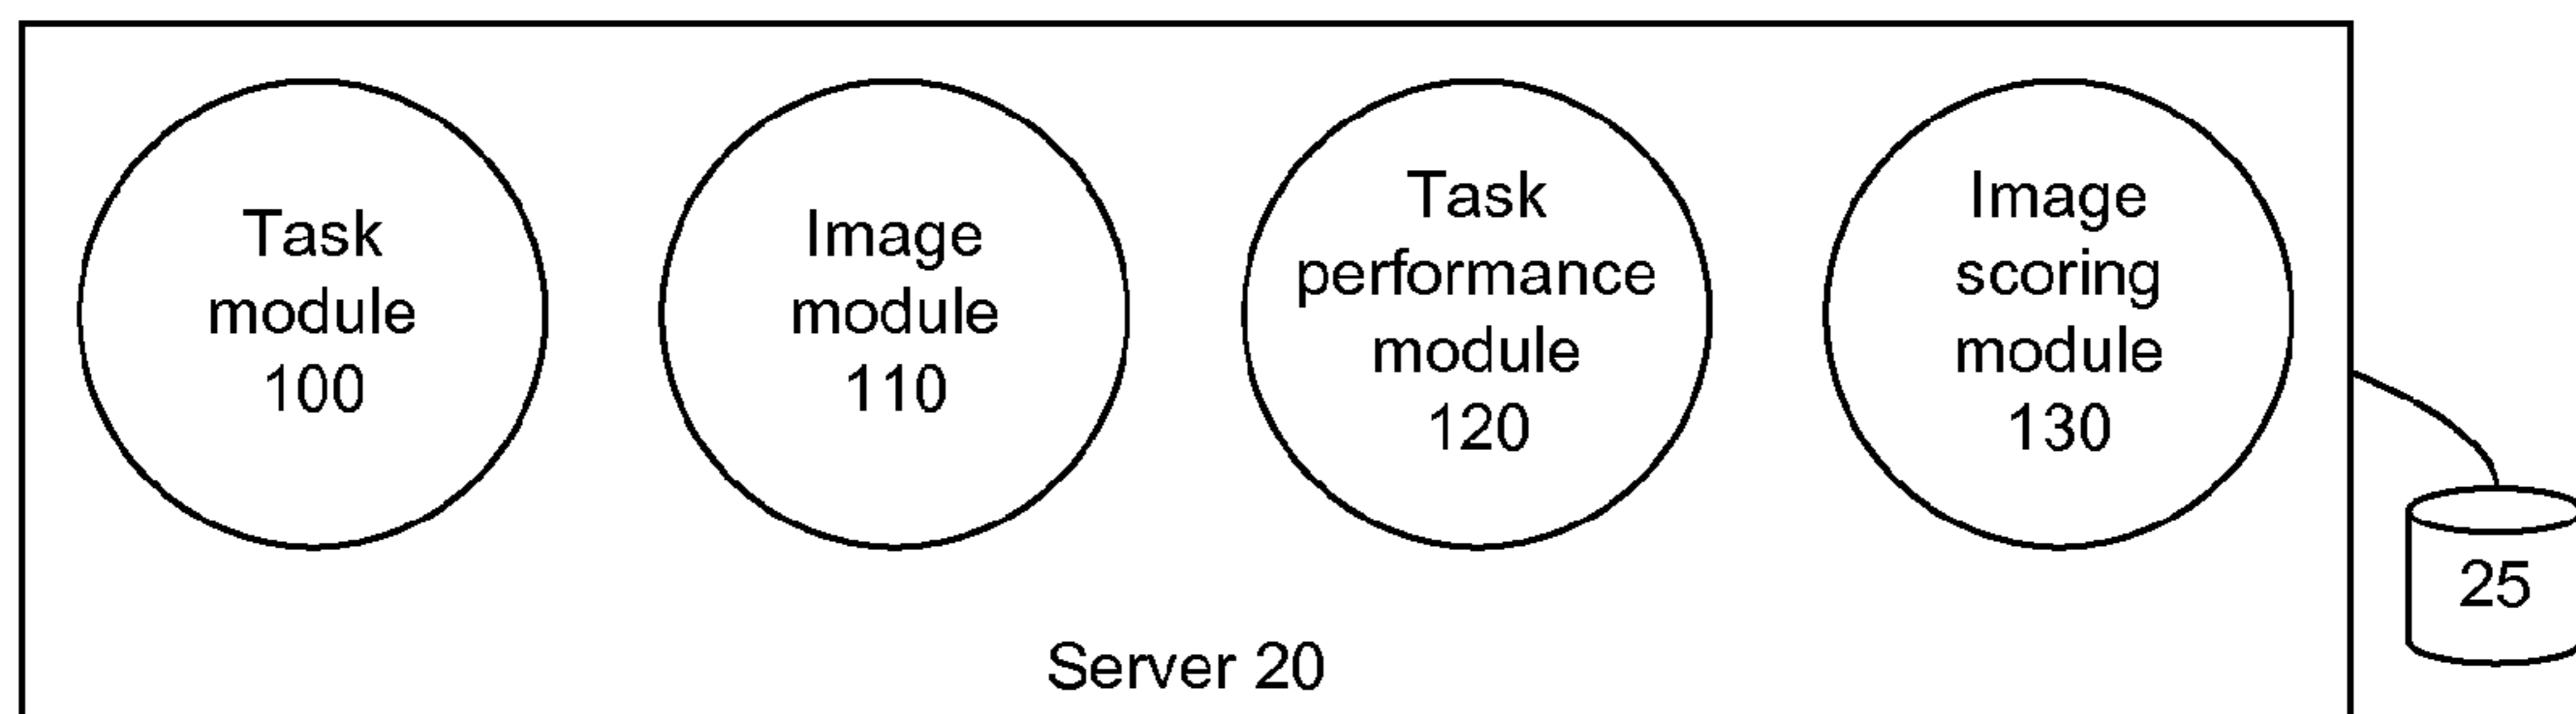 Task
module
100
Image
module
110
Task
performance
module
120
Image
scoring
module
130
25
Server 20